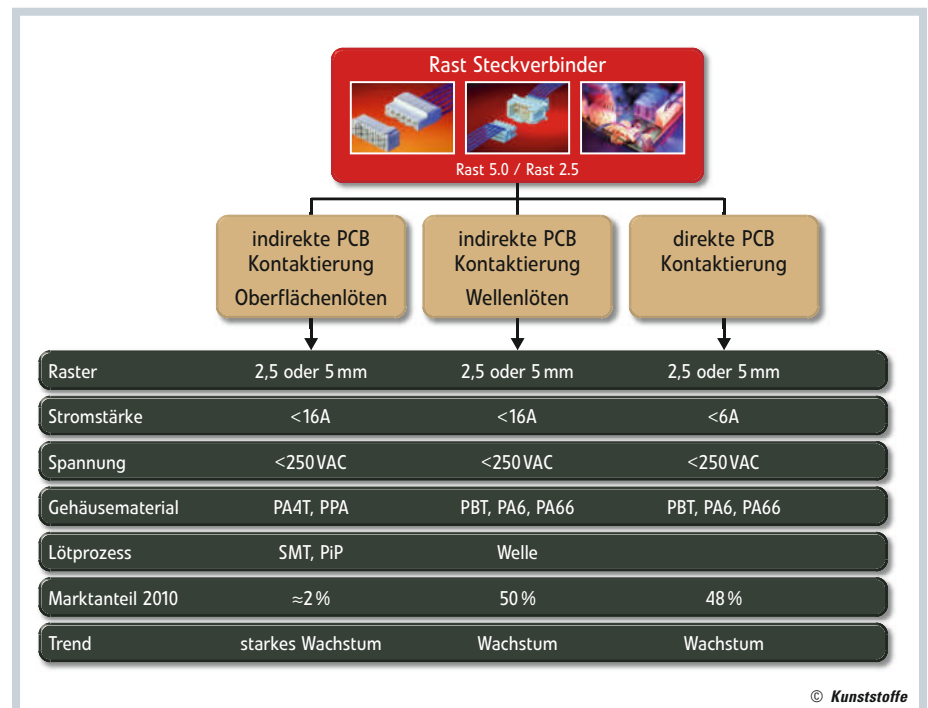 Rast Steckverbinder
Rast 5.0 / Rast 2.5
indirekte PCB
Kontaktierung
Oberflächenlöten
indirekte PCB
Kontaktierung
Wellenlöten
direkte PCB
Kontaktierung
Raster 2,5 oder 5 mm 2,5 oder 5 mm 2,5 oder 5 mm
Stromstärke <16A <16A <6A
Spannung <250 VAC <250 VAC <250 VAC
Gehäusematerial PA4T, PPA PBT, PA6, PA66 PBT, PA6, PA66
Lötprozess SMT, PiP Welle
Marktanteil 2010 ≈2 % 50 % 48 %
Trend starkes Wachstum Wachstum Wachstum
© Kunststoffe